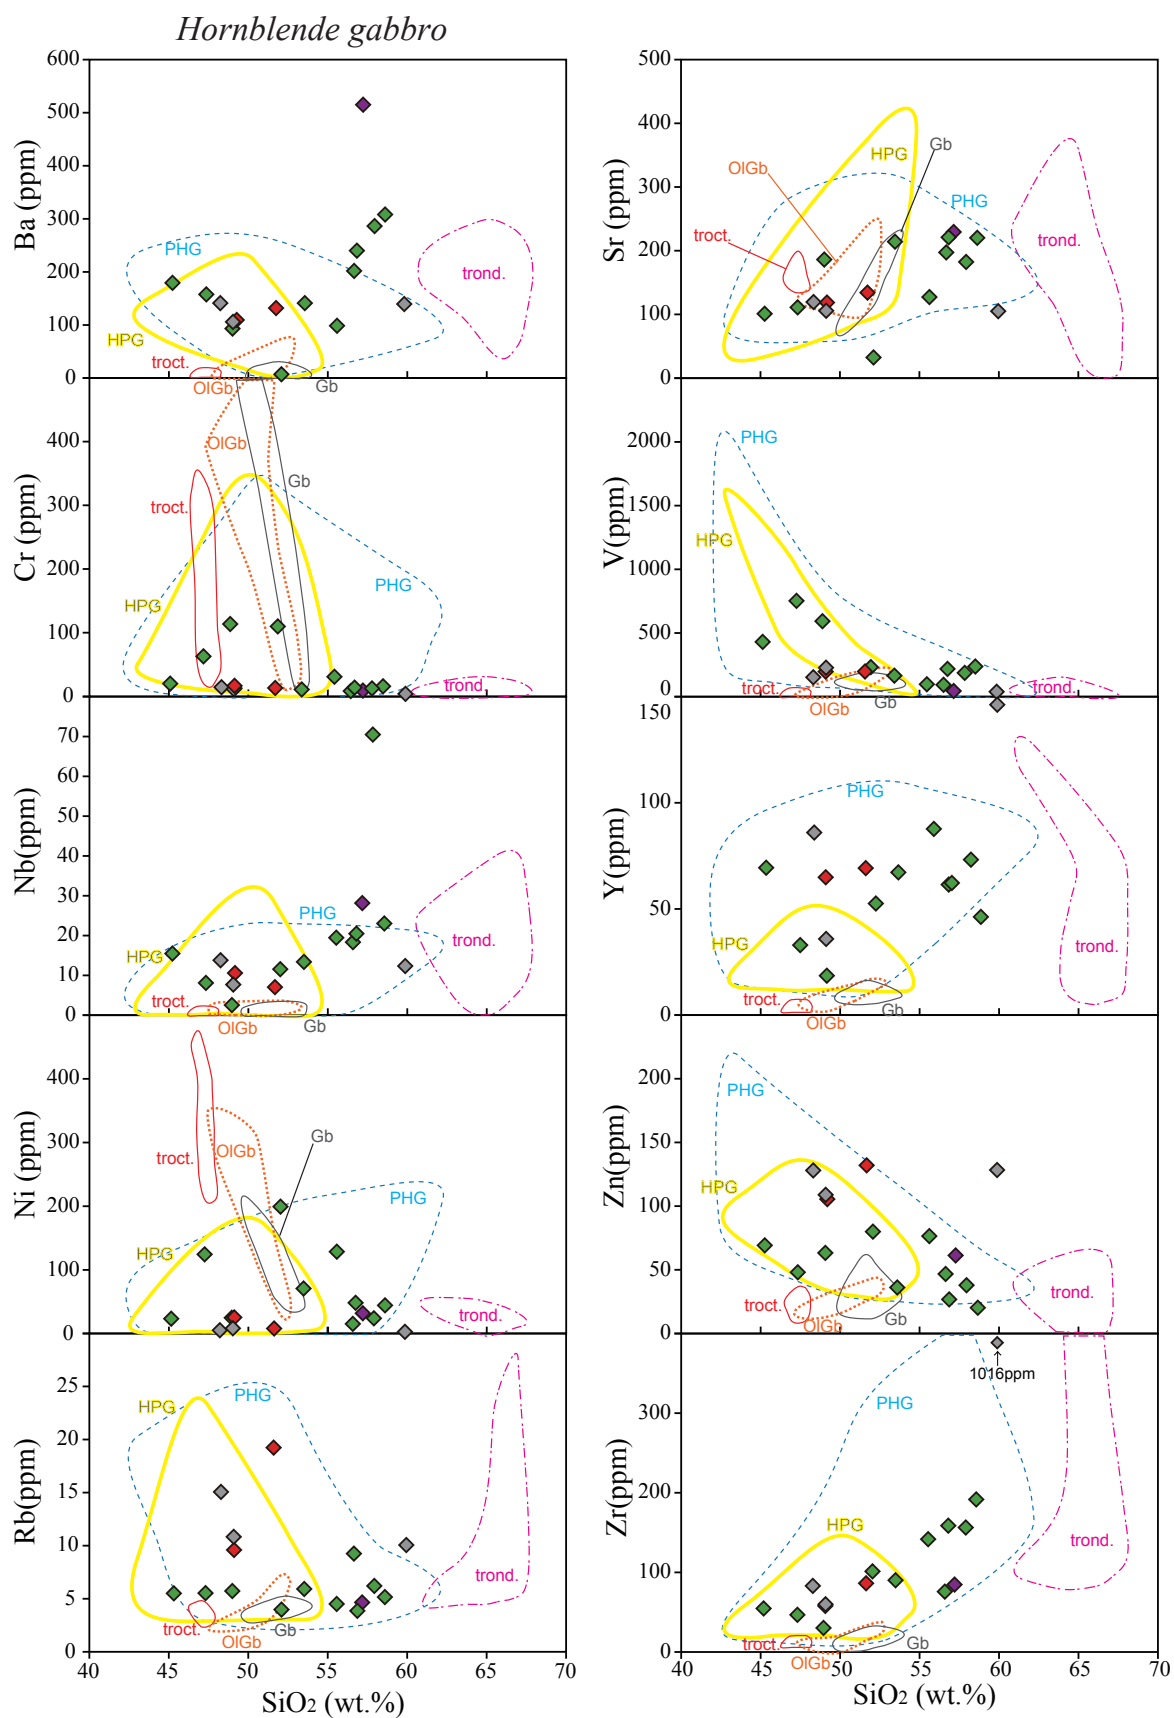 Hornblende gabbro
600
500
400
300
200
100
0
Ba (ppm)
PHG
HPG
troct.
OlGb
Gb
trond.
500
400
300
200
100
0
Sr (ppm)
OlGb
HPG
Gb
PHG
troct.
trond.
400
300
200
100
0
Cr (ppm)
OlGb
Gb
troct.
PHG
HPG
trond.
2000
1500
1000
500
0
V(ppm)
PHG
HPG
troct.
OlGb
Gb
trond.
70
60
50
40
30
20
10
0
Nb(ppm)
PHG
HPG
trond.
troct.
OlGb
Gb
150
100
50
0
Y(ppm)
PHG
HPG
troct.
OlGb
Gb
trond.
400
300
200
100
0
Ni (ppm)
troct.
OlGb
Gb
PHG
HPG
trond.
200
150
100
50
0
Zn(ppm)
PHG
HPG
troct.
OlGb
Gb
trond.
25
20
15
10
5
0
Rb(ppm)
HPG
PHG
troct.
OlGb
Gb
trond.
300
200
100
0
Zr(ppm)
1016ppm
PHG
HPG
troct.
OlGb
Gb
trond.
40 45 50 55 60 65 70
SiO2 (wt.%)
40 45 50 55 60 65 70
SiO2 (wt.%)